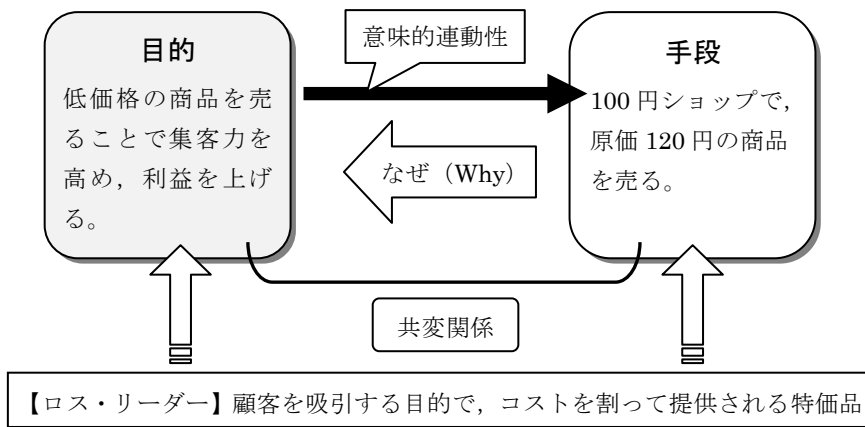 目的
低価格の商品を売
ることで集客力を
高め，利益を上げ
る。
意味的連動性
なぜ（Why）
手段
100 円ショップで，
原価 120 円の商品
を売る。
共変関係
【ロス・リーダー】顧客を吸引する目的で，コストを割って提供される特価品